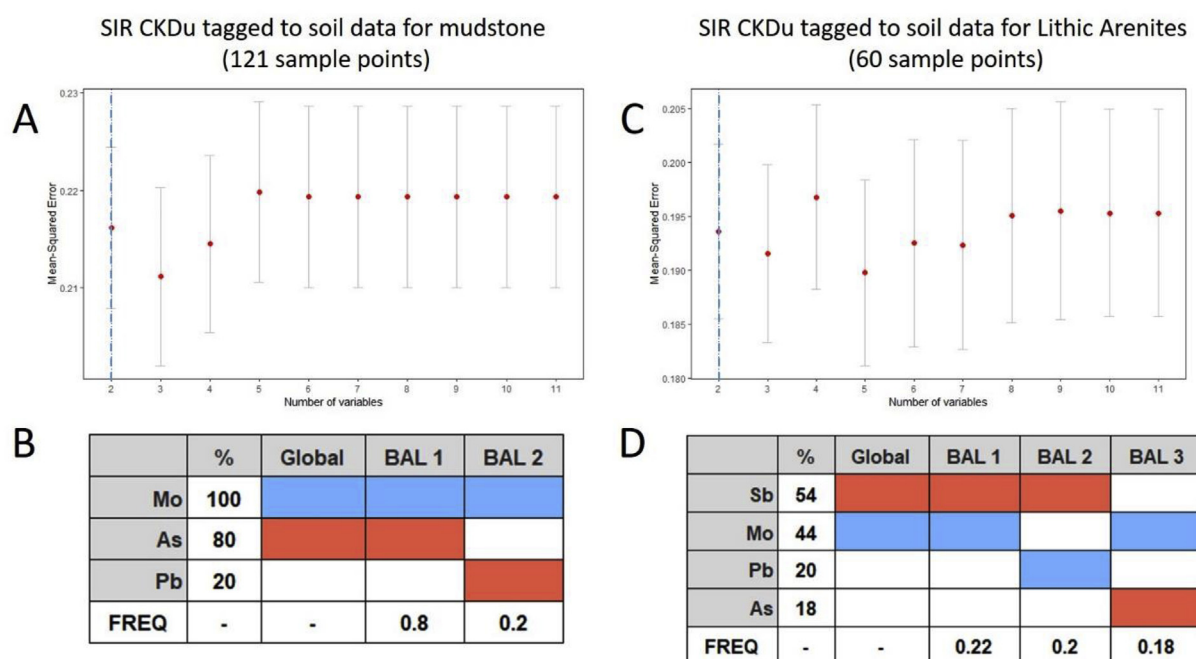 SIR CKDu tagged to soil data for mudstone
(121 sample points)
A
0.23
0.22
0.21
Mean-Squared Error
2 3 4 5 6 7 8 9 10 11
Number of variables
B
% Global BAL 1 BAL 2
Mo 100
As 80
Pb 20
FREQ - - 0.8 0.2
SIR CKDu tagged to soil data for Lithic Arenites
(60 sample points)
C
0.205
0.200
0.195
0.190
0.185
0.180
Mean-Squared Error
2 3 4 5 6 7 8 9 10 11
Number of variables
D
% Global BAL 1 BAL 2 BAL 3
Sb 54
Mo 44
Pb 20
As 18
FREQ - - 0.22 0.2 0.18